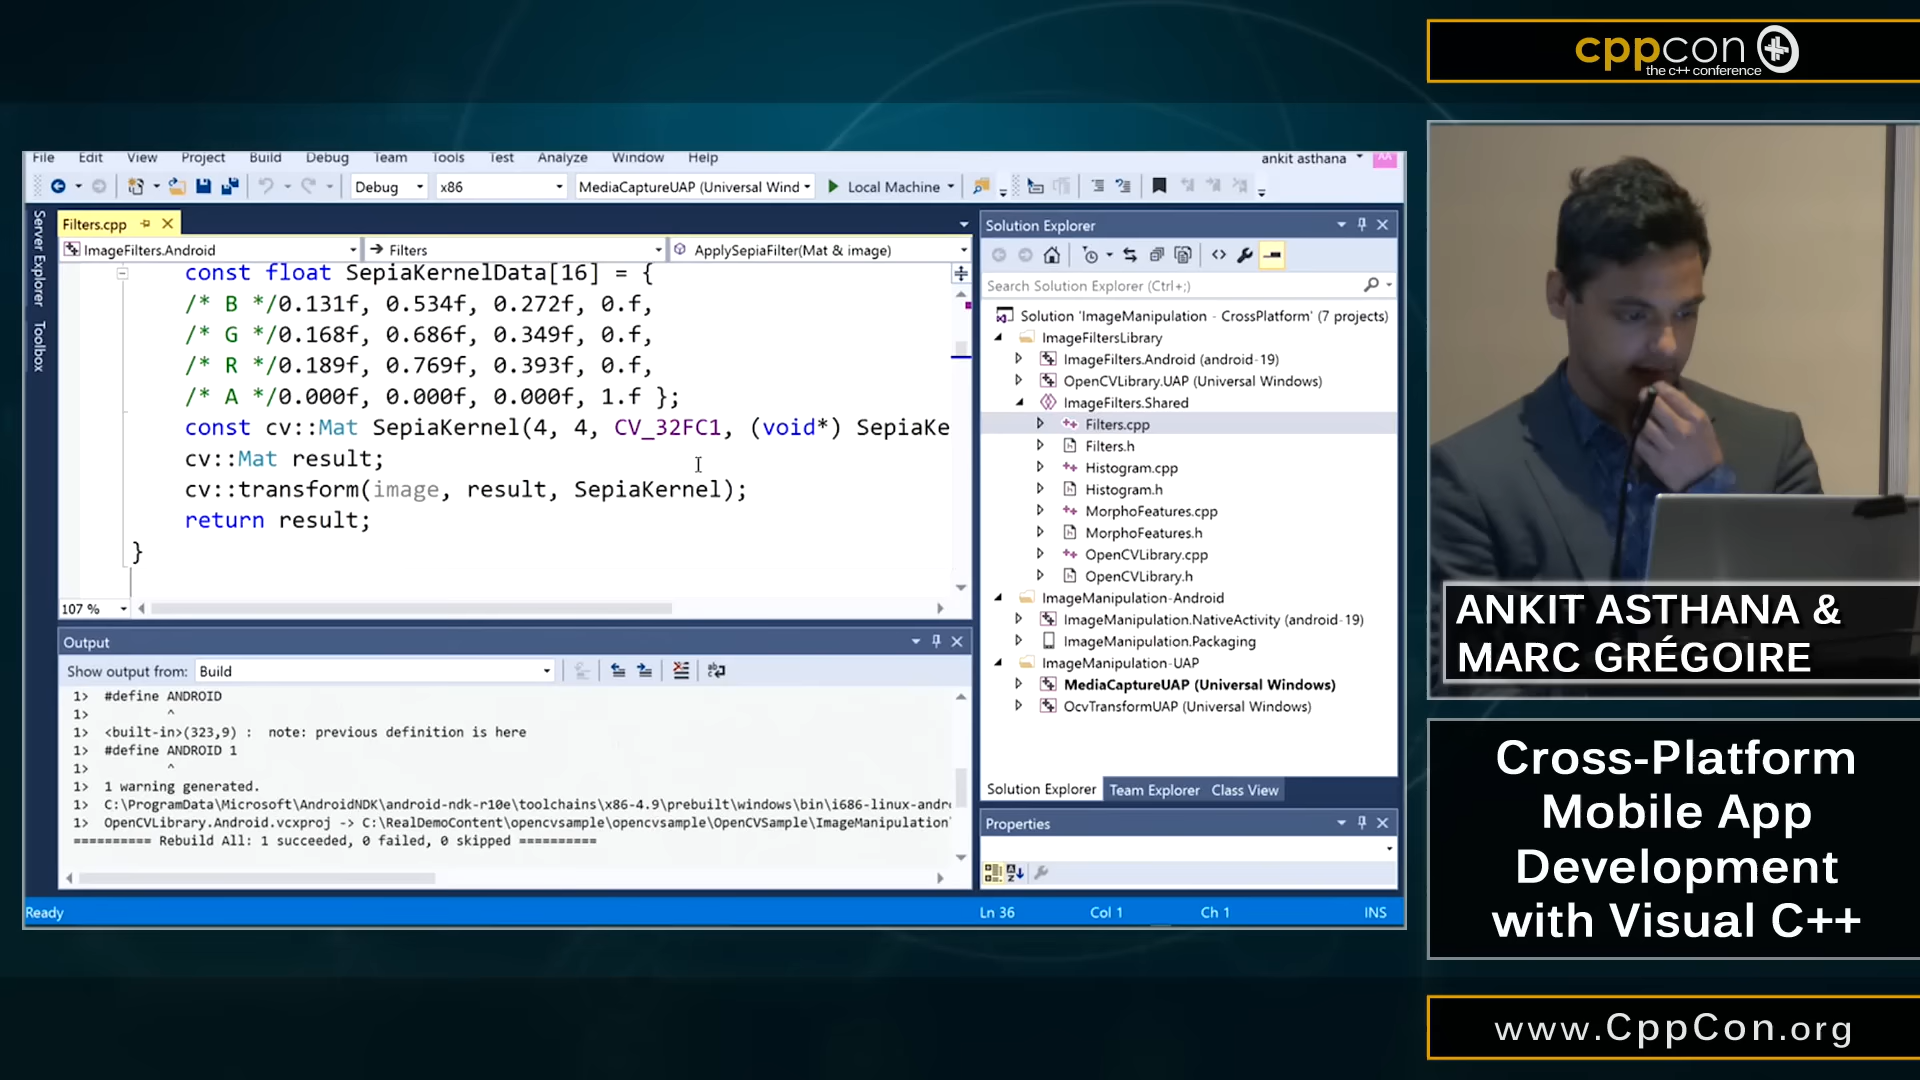 cppcon
the c++ conference
File Edit View Project Build Debug Team Tools Test Analyze Window Help
ankit asthana AA
Debug x86 MediaCaptureUAP (Universal Wind Local Machine
Server Explorer
Toolbox
Filters.cpp
ImageFilters.Android Filters ApplySepiaFilter(Mat & image)
const float SepiaKernelData[16] = {
/* B */0.131f, 0.534f, 0.272f, 0.f,
/* G */0.168f, 0.686f, 0.349f, 0.f,
/* R */0.189f, 0.769f, 0.393f, 0.f,
/* A */0.000f, 0.000f, 0.000f, 1.f };
const cv::Mat SepiaKernel(4, 4, CV_32FC1, (void*) SepiaKe
cv::Mat result;
cv::transform(image, result, SepiaKernel);
return result;
}
107 %
Output
Show output from: Build
1> #define ANDROID
1> ^
1> <built-in>(323,9) : note: previous definition is here
1> #define ANDROID 1
1> ^
1> 1 warning generated.
1> C:\ProgramData\Microsoft\AndroidNDK\android-ndk-r10e\toolchains\x86-4.9\prebuilt\windows\bin\i686-linux-andr
1> OpenCVLibrary.Android.vcxproj -> C:\RealDemoContent\opencvsample\opencvsample\OpenCVSample\ImageManipulation
========== Rebuild All: 1 succeeded, 0 failed, 0 skipped ==========
Solution Explorer
Search Solution Explorer (Ctrl+;)
Solution 'ImageManipulation - CrossPlatform' (7 projects)
ImageFiltersLibrary
ImageFilters.Android (android-19)
OpenCVLibrary.UAP (Universal Windows)
ImageFilters.Shared
Filters.cpp
Filters.h
Histogram.cpp
Histogram.h
MorphoFeatures.cpp
MorphoFeatures.h
OpenCVLibrary.cpp
OpenCVLibrary.h
ImageManipulation-Android
ImageManipulation.NativeActivity (android-19)
ImageManipulation.Packaging
ImageManipulation-UAP
MediaCaptureUAP (Universal Windows)
OcvTransformUAP (Universal Windows)
Solution Explorer Team Explorer Class View
Properties
Ready Ln 36 Col 1 Ch 1 INS
ANKIT ASTHANA &
MARC GRÉGOIRE
Cross-Platform
Mobile App
Development
with Visual C++
www.CppCon.org